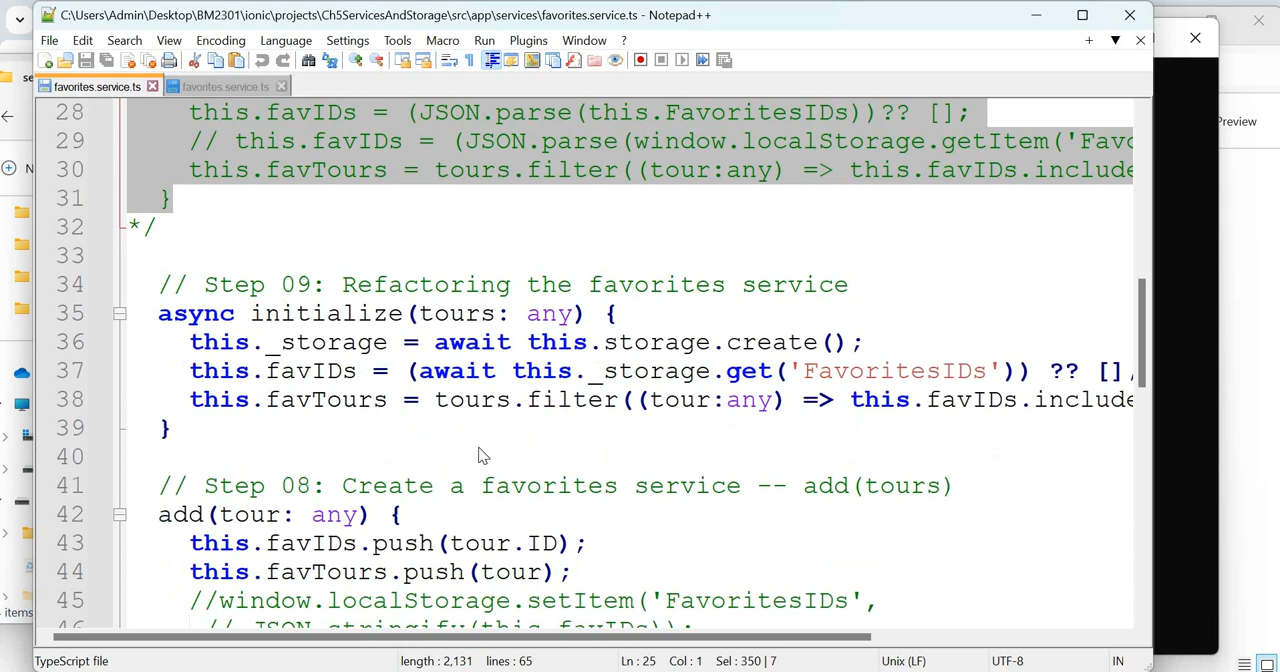 C:\Users\Admin\Desktop\BM2301\ionic\projects\Ch5ServicesAndStorage\src\app\services\favorites.service.ts - Notepad++
File Edit Search View Encoding Language Settings Tools Macro Run Plugins Window ?
favorites.service.ts favorites.service.ts
28 this.favIDs = (JSON.parse(this.FavoritesIDs))?? [];
29 // this.favIDs = (JSON.parse(window.localStorage.getItem('Favo
30 this.favTours = tours.filter((tour:any) => this.favIDs.include
31 }
32 */
33
34 // Step 09: Refactoring the favorites service
35 async initialize(tours: any) {
36 this._storage = await this.storage.create();
37 this.favIDs = (await this._storage.get('FavoritesIDs')) ?? []
38 this.favTours = tours.filter((tour:any) => this.favIDs.include
39 }
40
41 // Step 08: Create a favorites service -- add(tours)
42 add(tour: any) {
43 this.favIDs.push(tour.ID);
44 this.favTours.push(tour);
45 //window.localStorage.setItem('FavoritesIDs',
46 // JSON.stringify(this.favIDs));
TypeScript file length : 2,131 lines : 65 Ln : 25 Col : 1 Sel : 350 | 7 Unix (LF) UTF-8 IN
Preview
items